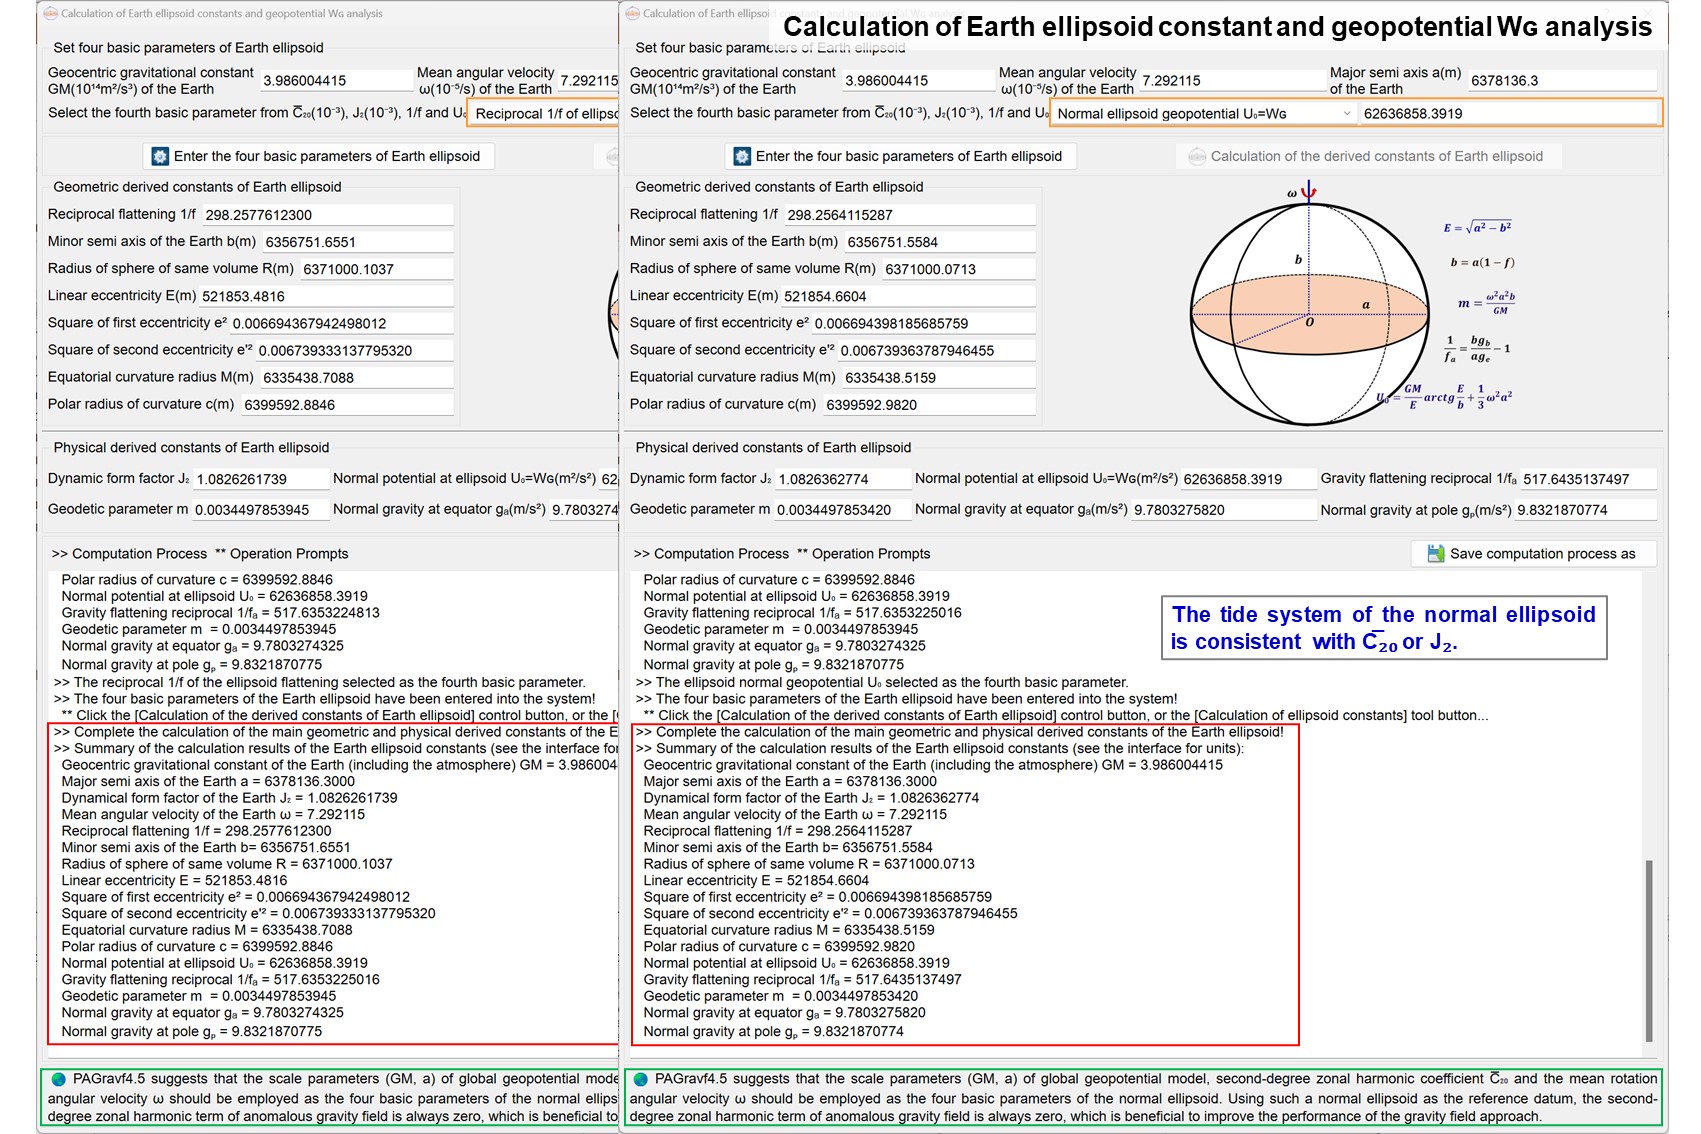 Calculation of Earth ellipsoid constant and geopotential WG analysis
Calculation of Earth ellipsoid constants and geopotential WG analysis
Set four basic parameters of Earth ellipsoid
Geocentric gravitational constant
GM(10¹⁴m²/s³) of the Earth
3.986004415
Mean angular velocity
ω(10⁻⁵/s) of the Earth
7.292115
Select the fourth basic parameter from C̅₂₀(10⁻³), J₂(10⁻³), 1/f and U₀
Reciprocal 1/f of ellipso
Enter the four basic parameters of Earth ellipsoid
Geometric derived constants of Earth ellipsoid
Reciprocal flattening 1/f 298.2577612300
Minor semi axis of the Earth b(m) 6356751.6551
Radius of sphere of same volume R(m) 6371000.1037
Linear eccentricity E(m) 521853.4816
Square of first eccentricity e² 0.006694367942498012
Square of second eccentricity e'² 0.006739333137795320
Equatorial curvature radius M(m) 6335438.7088
Polar radius of curvature c(m) 6399592.8846
Physical derived constants of Earth ellipsoid
Dynamic form factor J₂ 1.0826261739 Normal potential at ellipsoid U₀=WG(m²/s²) 62
Geodetic parameter m 0.0034497853945 Normal gravity at equator gₐ(m/s²) 9.7803274
>> Computation Process ** Operation Prompts
Polar radius of curvature c = 6399592.8846
Normal potential at ellipsoid U₀ = 62636858.3919
Gravity flattening reciprocal 1/fₐ = 517.6353224813
Geodetic parameter m = 0.0034497853945
Normal gravity at equator gₐ = 9.7803274325
Normal gravity at pole gₚ = 9.8321870775
>> The reciprocal 1/f of the ellipsoid flattening selected as the fourth basic parameter.
>> The four basic parameters of the Earth ellipsoid have been entered into the system!
** Click the [Calculation of the derived constants of Earth ellipsoid] control button, or the [
>> Complete the calculation of the main geometric and physical derived constants of the E
>> Summary of the calculation results of the Earth ellipsoid constants (see the interface for
Geocentric gravitational constant of the Earth (including the atmosphere) GM = 3.986004
Major semi axis of the Earth a = 6378136.3000
Dynamical form factor of the Earth J₂ = 1.0826261739
Mean angular velocity of the Earth ω = 7.292115
Reciprocal flattening 1/f = 298.2577612300
Minor semi axis of the Earth b= 6356751.6551
Radius of sphere of same volume R = 6371000.1037
Linear eccentricity E = 521853.4816
Square of first eccentricity e² = 0.006694367942498012
Square of second eccentricity e'² = 0.006739333137795320
Equatorial curvature radius M = 6335438.7088
Polar radius of curvature c = 6399592.8846
Normal potential at ellipsoid U₀ = 62636858.3919
Gravity flattening reciprocal 1/fₐ = 517.6353225016
Geodetic parameter m = 0.0034497853945
Normal gravity at equator gₐ = 9.7803274325
Normal gravity at pole gₚ = 9.8321870775
PAGravf4.5 suggests that the scale parameters (GM, a) of global geopotential mode
angular velocity ω should be employed as the four basic parameters of the normal ellips
degree zonal harmonic term of anomalous gravity field is always zero, which is beneficial to
Calculation of Earth ellipsoid
Set four basic parameters of Earth ellipsoid
Geocentric gravitational constant
GM(10¹⁴m²/s³) of the Earth
3.986004415
Mean angular velocity
ω(10⁻⁵/s) of the Earth
7.292115
Major semi axis a(m)
of the Earth
6378136.3
Select the fourth basic parameter from C̅₂₀(10⁻³), J₂(10⁻³), 1/f and U₀
Normal ellipsoid geopotential U₀=WG
62636858.3919
Enter the four basic parameters of Earth ellipsoid
Calculation of the derived constants of Earth ellipsoid
Geometric derived constants of Earth ellipsoid
Reciprocal flattening 1/f 298.2564115287
Minor semi axis of the Earth b(m) 6356751.5584
Radius of sphere of same volume R(m) 6371000.0713
Linear eccentricity E(m) 521854.6604
Square of first eccentricity e² 0.006694398185685759
Square of second eccentricity e'² 0.006739363787946455
Equatorial curvature radius M(m) 6335438.5159
Polar radius of curvature c(m) 6399592.9820
ω
b
a
O
E = √(a² − b²)
b = a(1 − f)
m = ω²a²b/GM
1/fₐ = bg_b/ag_e − 1
U₀ = GM/E arctg E/b + 1/3 ω²a²
Physical derived constants of Earth ellipsoid
Dynamic form factor J₂ 1.0826362774 Normal potential at ellipsoid U₀=WG(m²/s²) 62636858.3919 Gravity flattening reciprocal 1/fₐ 517.6435137497
Geodetic parameter m 0.0034497853420 Normal gravity at equator gₐ(m/s²) 9.7803275820 Normal gravity at pole gₚ(m/s²) 9.8321870774
>> Computation Process ** Operation Prompts
Save computation process as
Polar radius of curvature c = 6399592.8846
Normal potential at ellipsoid U₀ = 62636858.3919
Gravity flattening reciprocal 1/fₐ = 517.6353225016
Geodetic parameter m = 0.0034497853945
Normal gravity at equator gₐ = 9.7803274325
Normal gravity at pole gₚ = 9.8321870775
>> The ellipsoid normal geopotential U₀ selected as the fourth basic parameter.
>> The four basic parameters of the Earth ellipsoid have been entered into the system!
** Click the [Calculation of the derived constants of Earth ellipsoid] control button, or the [Calculation of ellipsoid constants] tool button...
The tide system of the normal ellipsoid
is consistent with C̅₂₀ or J₂.
>> Complete the calculation of the main geometric and physical derived constants of the Earth ellipsoid!
>> Summary of the calculation results of the Earth ellipsoid constants (see the interface for units):
Geocentric gravitational constant of the Earth (including the atmosphere) GM = 3.986004415
Major semi axis of the Earth a = 6378136.3000
Dynamical form factor of the Earth J₂ = 1.0826362774
Mean angular velocity of the Earth ω = 7.292115
Reciprocal flattening 1/f = 298.2564115287
Minor semi axis of the Earth b= 6356751.5584
Radius of sphere of same volume R = 6371000.0713
Linear eccentricity E = 521854.6604
Square of first eccentricity e² = 0.006694398185685759
Square of second eccentricity e'² = 0.006739363787946455
Equatorial curvature radius M = 6335438.5159
Polar radius of curvature c = 6399592.9820
Normal potential at ellipsoid U₀ = 62636858.3919
Gravity flattening reciprocal 1/fₐ = 517.6435137497
Geodetic parameter m = 0.0034497853420
Normal gravity at equator gₐ = 9.7803275820
Normal gravity at pole gₚ = 9.8321870774
PAGravf4.5 suggests that the scale parameters (GM, a) of global geopotential model, second-degree zonal harmonic coefficient C̅₂₀ and the mean rotation
angular velocity ω should be employed as the four basic parameters of the normal ellipsoid. Using such a normal ellipsoid as the reference datum, the second-
degree zonal harmonic term of anomalous gravity field is always zero, which is beneficial to improve the performance of the gravity field approach.